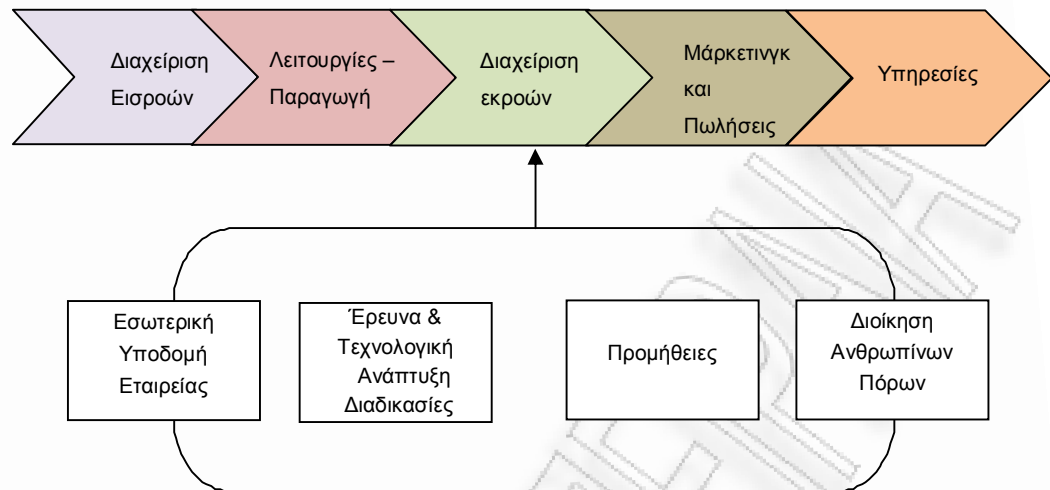 Διαχείριση
Εισροών
Λειτουργίες –
Παραγωγή
Διαχείριση
εκροών
Μάρκετινγκ
και
Πωλήσεις
Υπηρεσίες
Εσωτερική
Υποδομή
Εταιρείας
Έρευνα &
Τεχνολογική
Ανάπτυξη
Διαδικασίες
Προμήθειες
Διοίκηση
Ανθρωπίνων
Πόρων